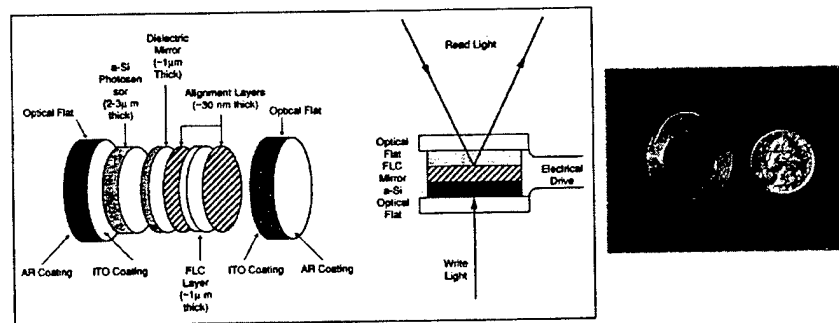 Dielectric
Mirror
(~1µm
Thick)
a-Si
Photosen
sor
(2-3µ m
thick)
Alignment Layers
(~30 nm thick)
Optical Flat
Optical Flat
AR Coating
ITO Coating
FLC
Layer
(~1µ m
thick)
ITO Coating
AR Coating
Read Light
Optical
Flat
FLC
Mirror
a-Si
Optical
Flat
Electrical
Drive
Write
Light